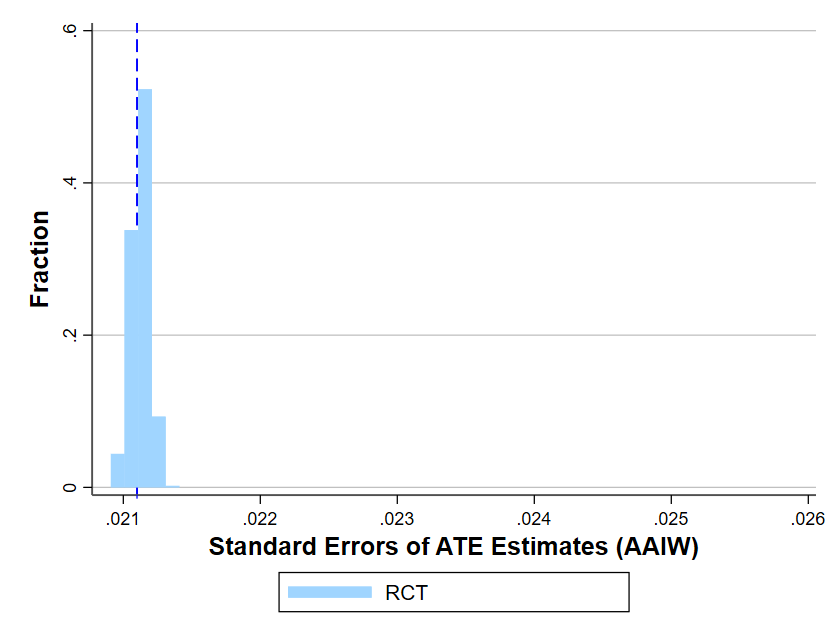 .6
.4
.2
0
Fraction
.021 .022 .023 .024 .025 .026
Standard Errors of ATE Estimates (AAIW)
RCT